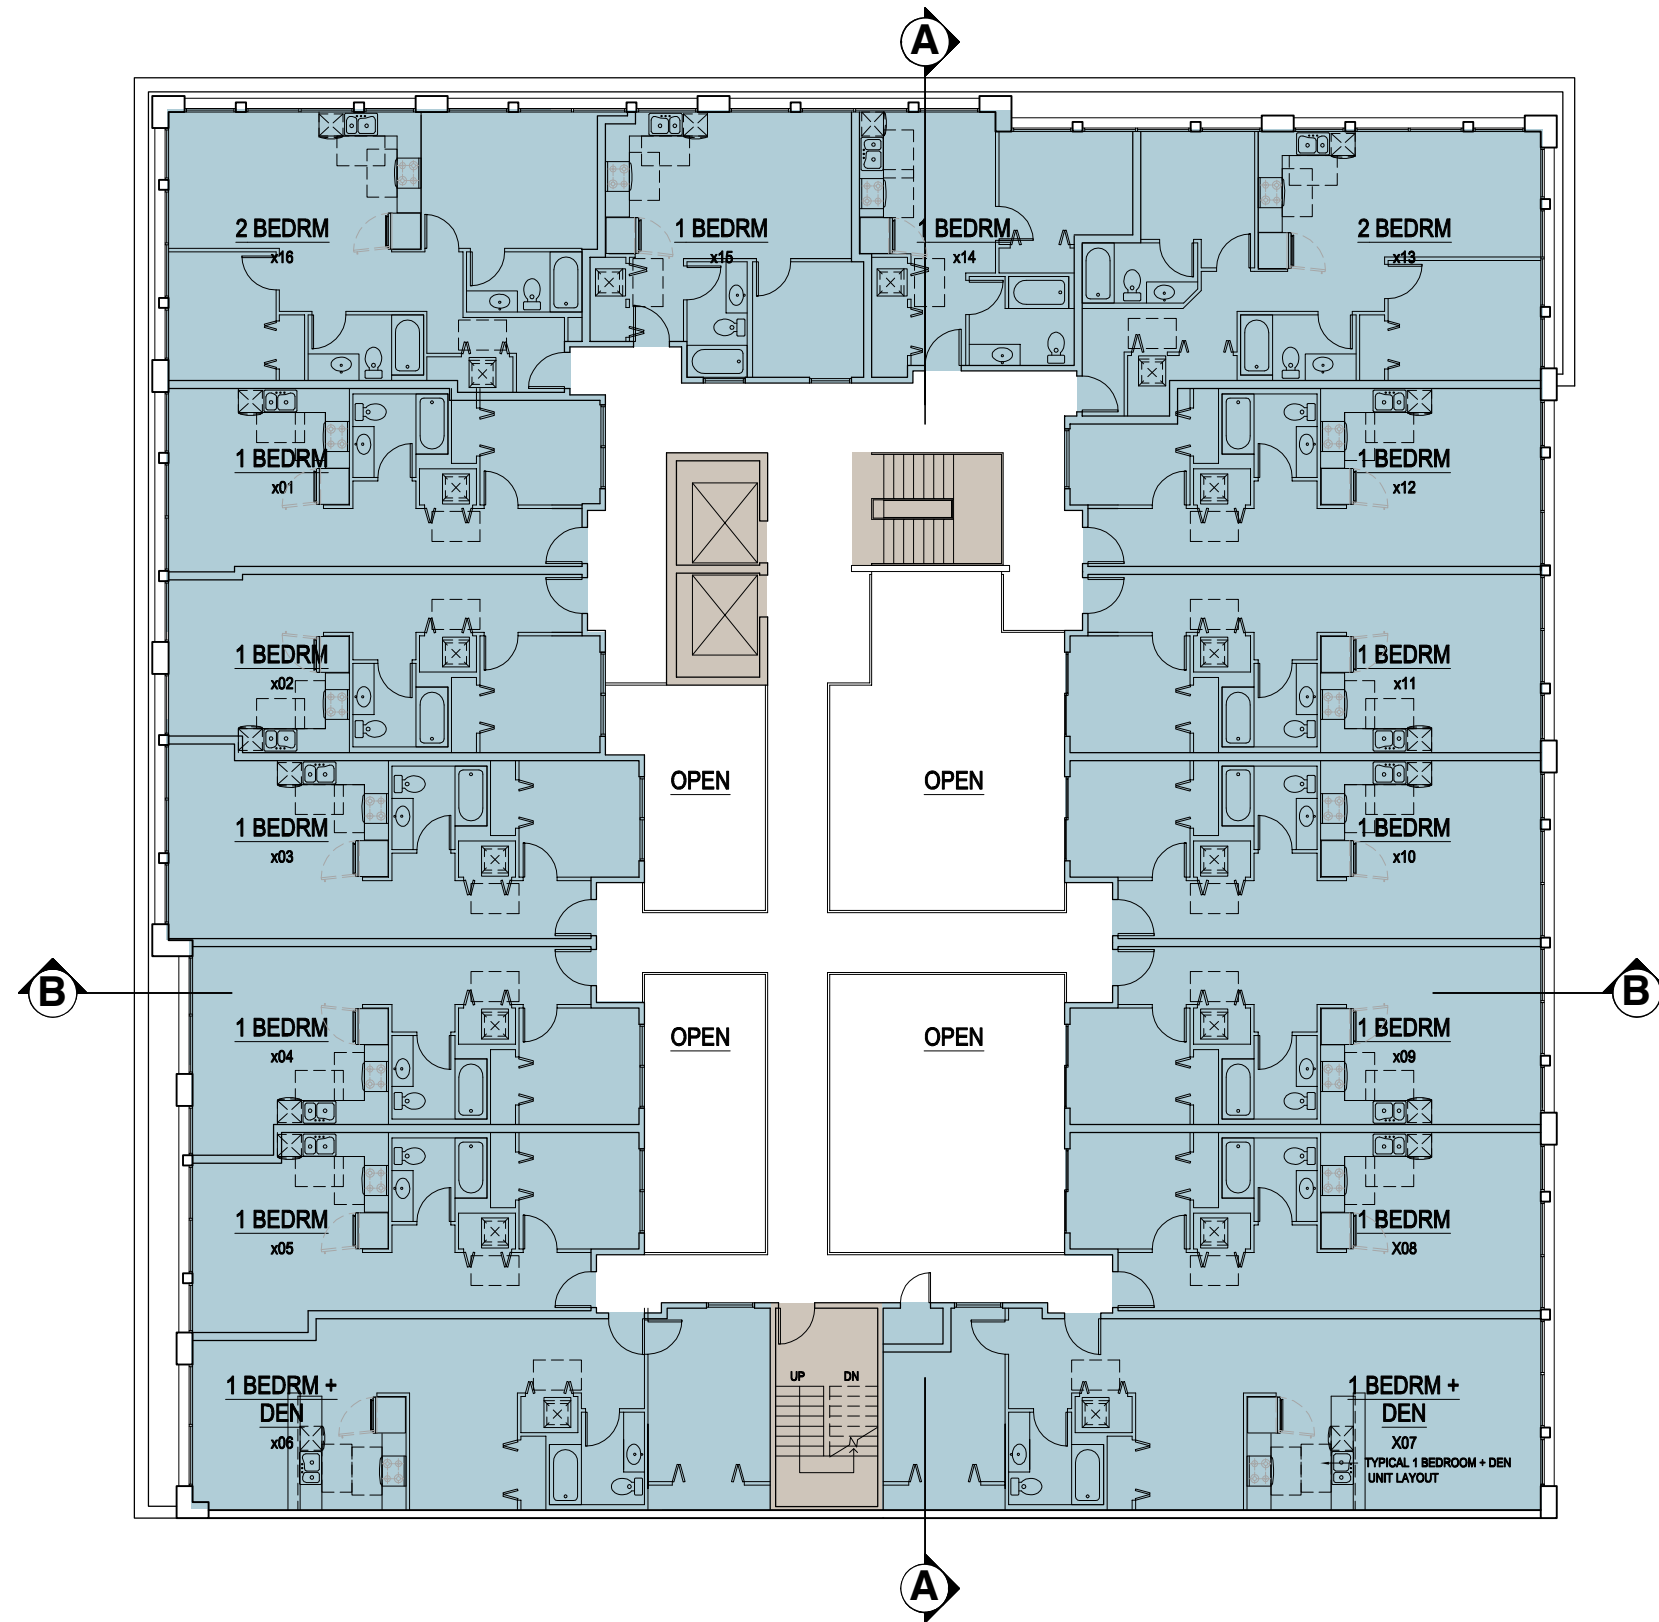 A
2 BEDRM
x16
1 BEDRM
x15
1 BEDRM
x14
2 BEDRM
x13
1 BEDRM
x01
1 BEDRM
x12
1 BEDRM
x02
1 BEDRM
x11
OPEN
OPEN
1 BEDRM
x03
1 BEDRM
x10
B
B
1 BEDRM
x04
OPEN
OPEN
1 BEDRM
x09
1 BEDRM
x05
1 BEDRM
X08
UP
DN
1 BEDRM +
DEN
x06
1 BEDRM +
DEN
X07
TYPICAL 1 BEDROOM + DEN
UNIT LAYOUT
A